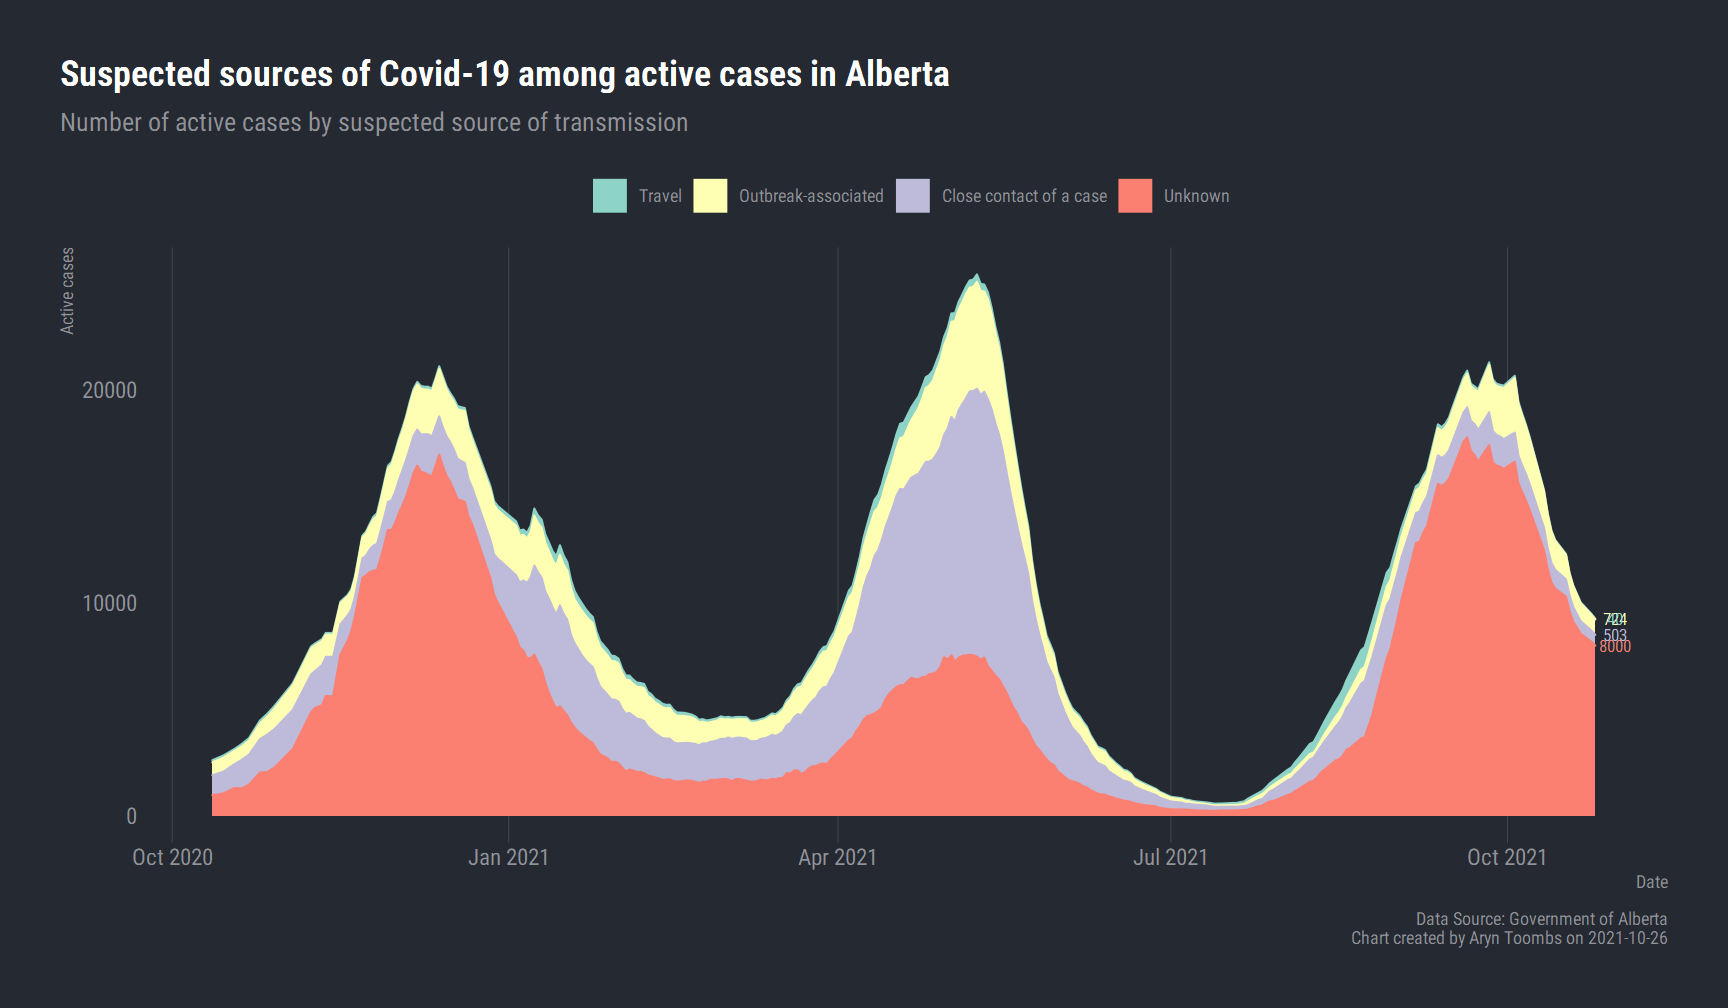 Suspected sources of Covid-19 among active cases in Alberta
Number of active cases by suspected source of transmission
Travel
Outbreak-associated
Close contact of a case
Unknown
Active cases
20000
10000
0
724
503
8000
Oct 2020
Jan 2021
Apr 2021
Jul 2021
Oct 2021
Date
Data Source: Government of Alberta
Chart created by Aryn Toombs on 2021-10-26